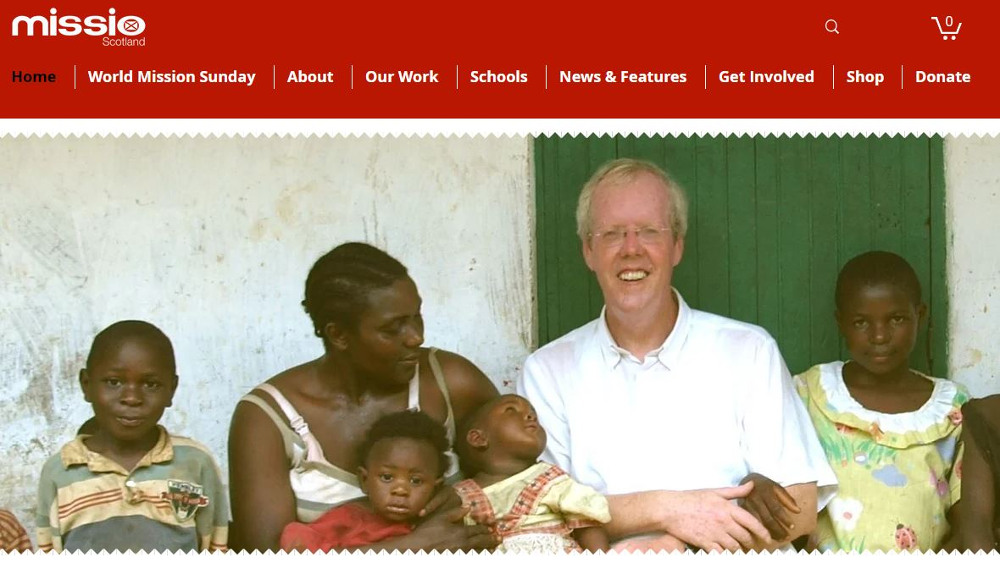 missio
Scotland
0
Home
World Mission Sunday
About
Our Work
Schools
News & Features
Get Involved
Shop
Donate